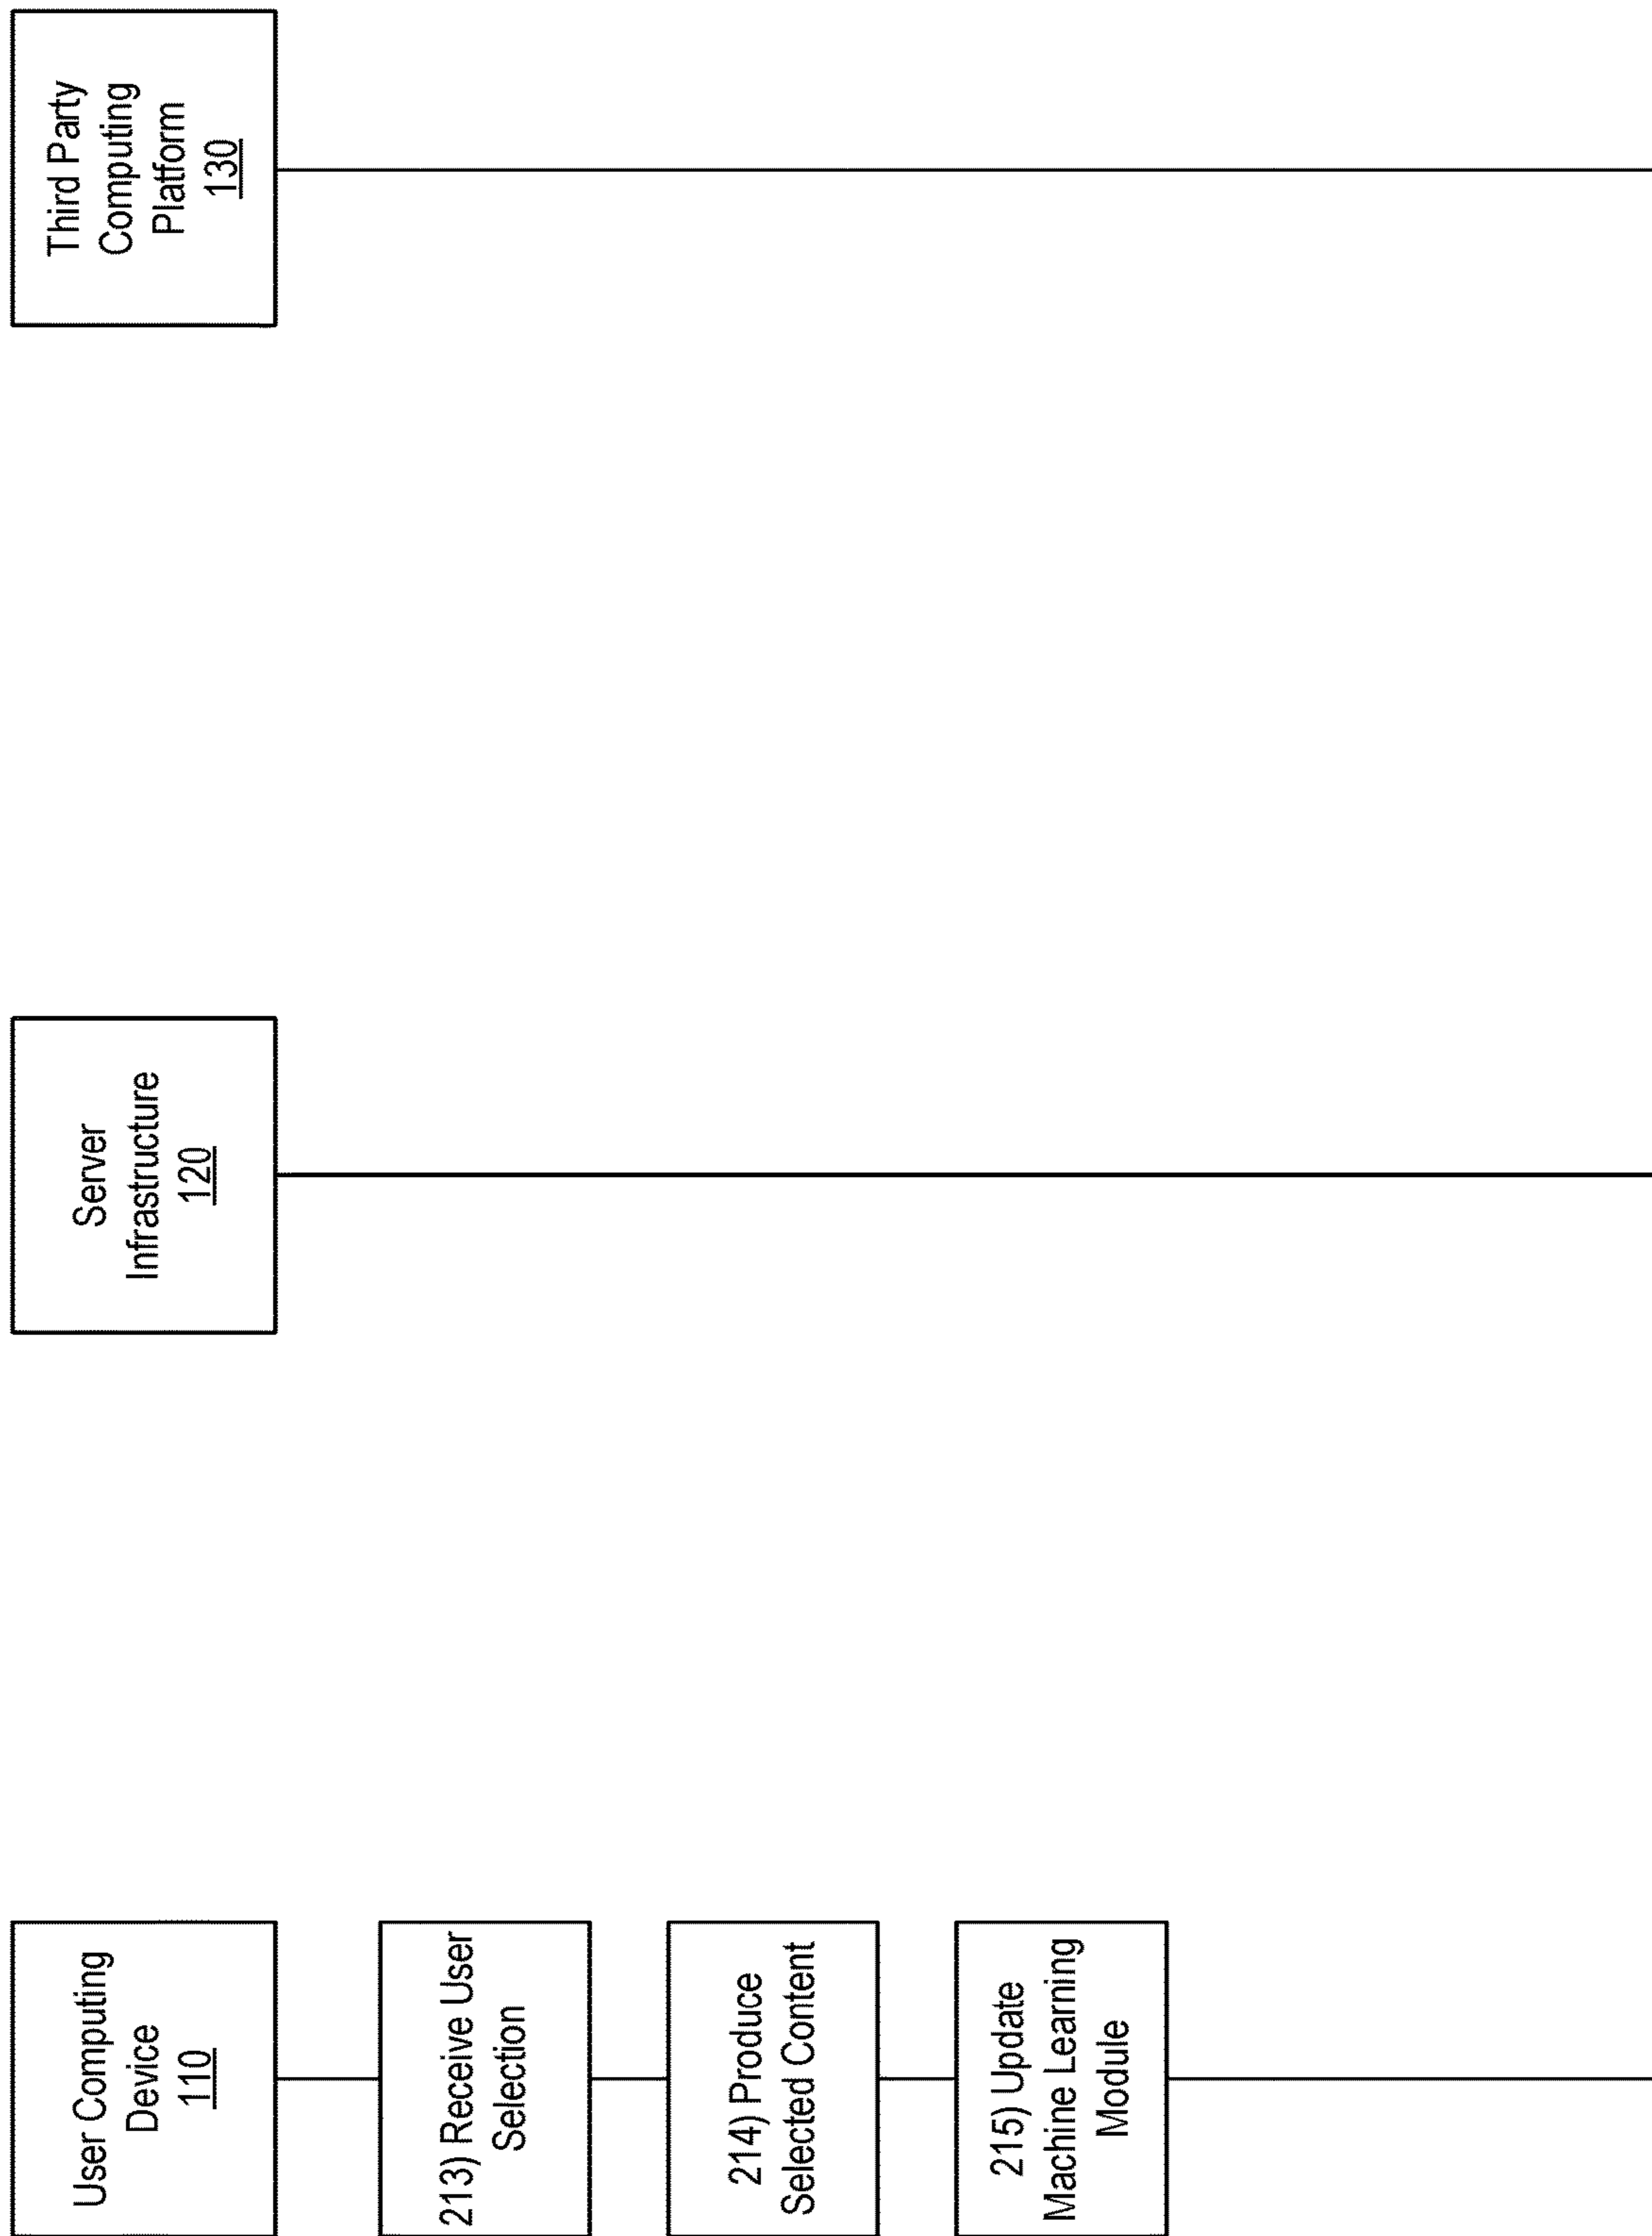 User Computing
Device
110
Server
Infrastructure
120
Third Party
Computing
Platform
130
213) Receive User
Selection
214) Produce
Selected Content
215) Update
Machine Learning
Module